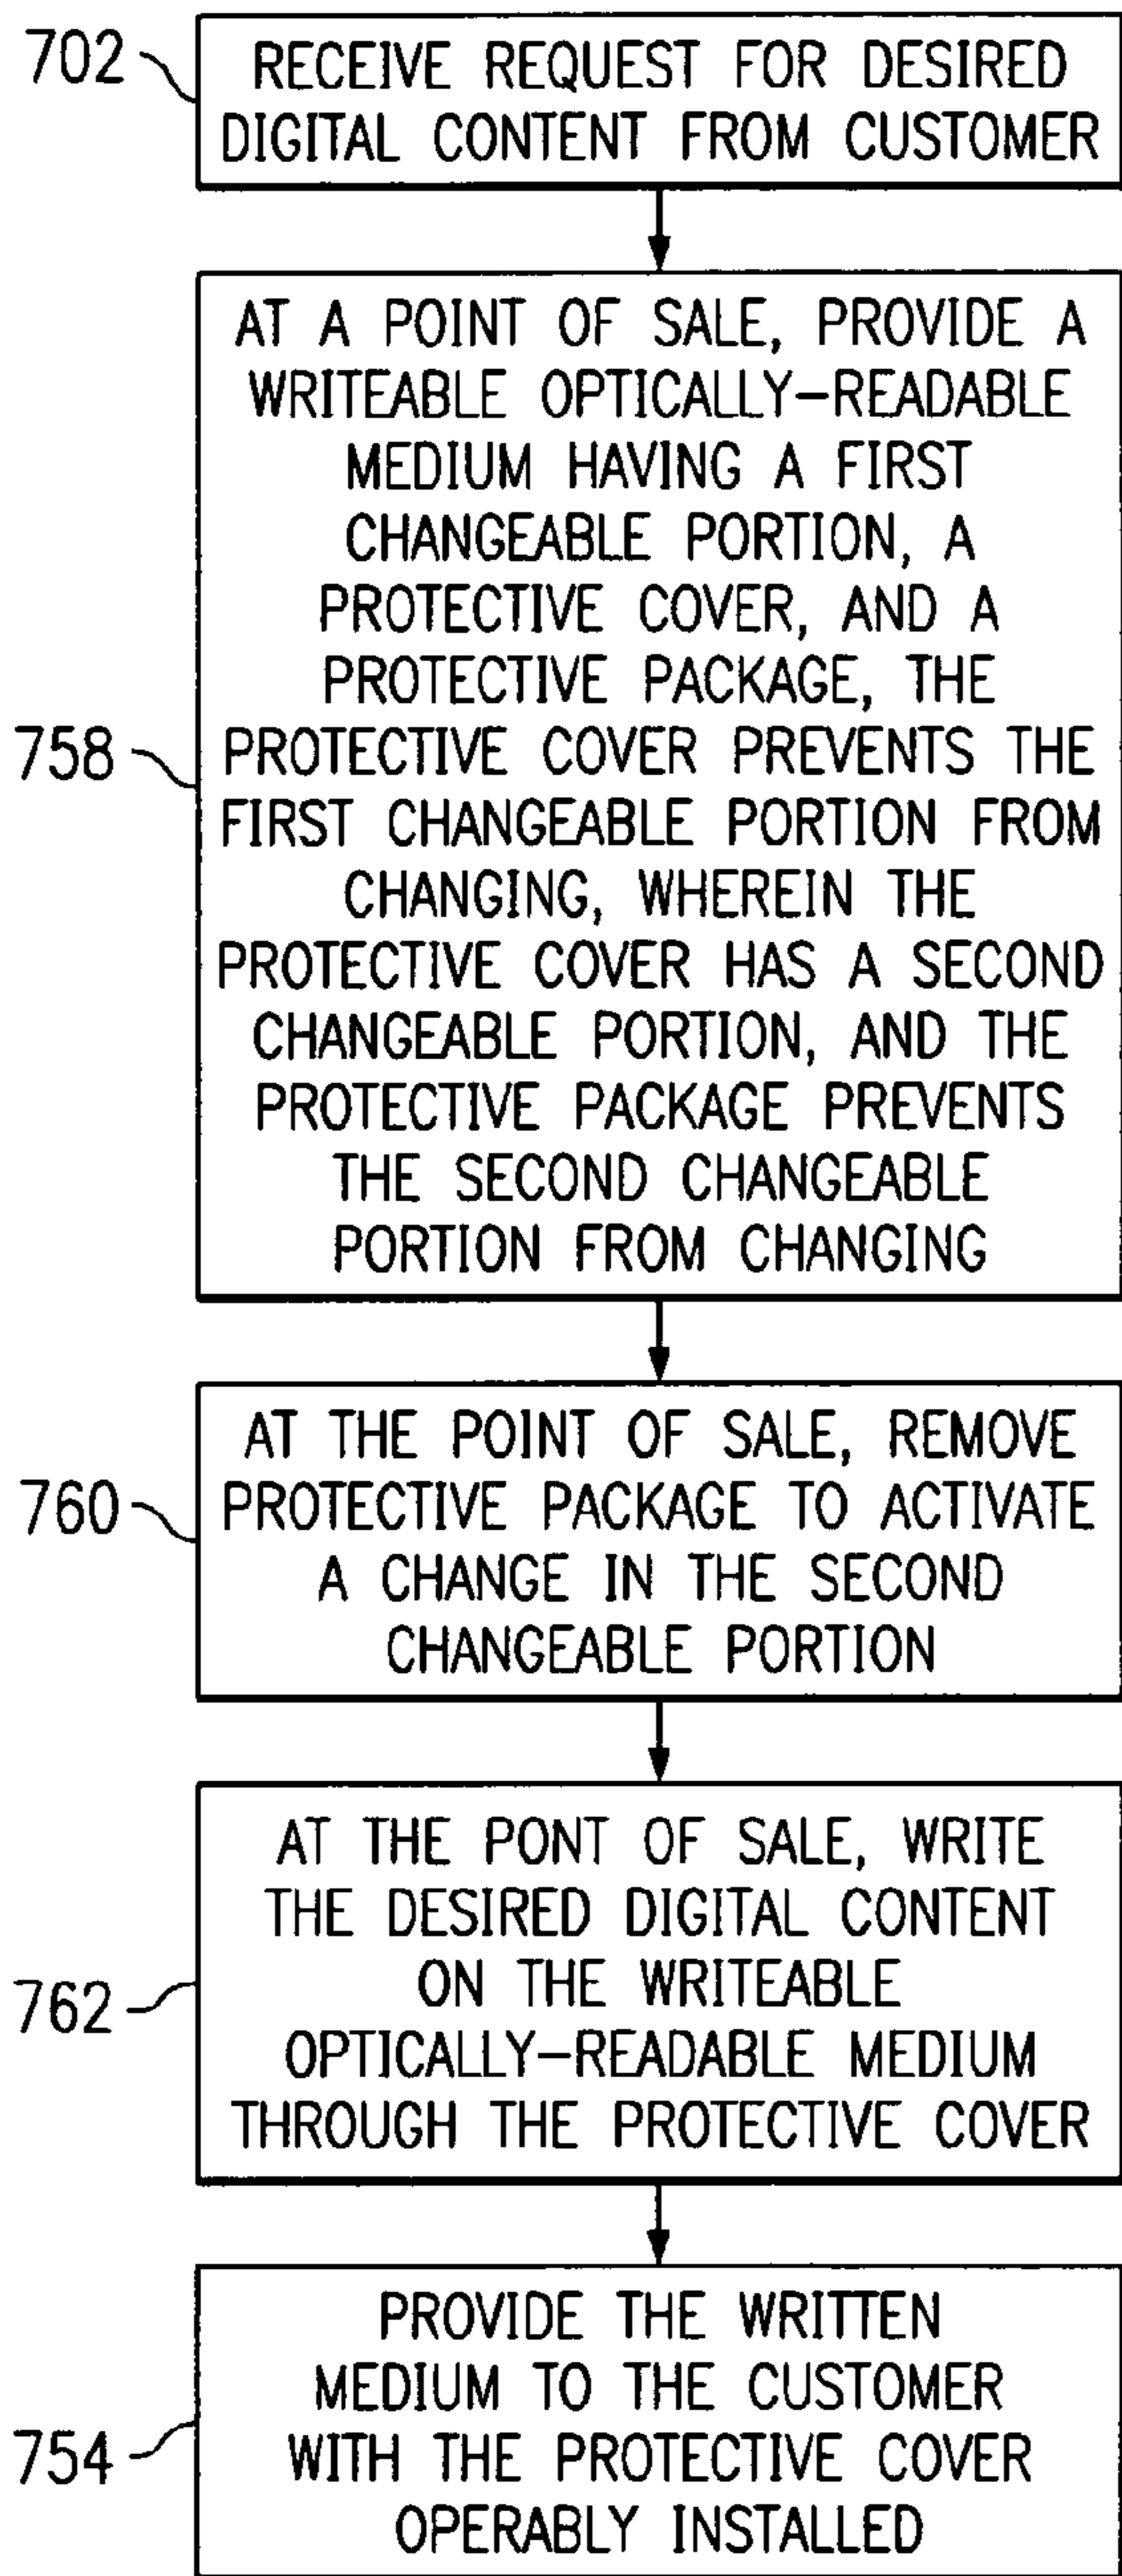 702
RECEIVE REQUEST FOR DESIRED
DIGITAL CONTENT FROM CUSTOMER
758
AT A POINT OF SALE, PROVIDE A
WRITEABLE OPTICALLY-READABLE
MEDIUM HAVING A FIRST
CHANGEABLE PORTION, A
PROTECTIVE COVER, AND A
PROTECTIVE PACKAGE, THE
PROTECTIVE COVER PREVENTS THE
FIRST CHANGEABLE PORTION FROM
CHANGING, WHEREIN THE
PROTECTIVE COVER HAS A SECOND
CHANGEABLE PORTION, AND THE
PROTECTIVE PACKAGE PREVENTS
THE SECOND CHANGEABLE
PORTION FROM CHANGING
760
AT THE POINT OF SALE, REMOVE
PROTECTIVE PACKAGE TO ACTIVATE
A CHANGE IN THE SECOND
CHANGEABLE PORTION
762
AT THE PONT OF SALE, WRITE
THE DESIRED DIGITAL CONTENT
ON THE WRITEABLE
OPTICALLY-READABLE MEDIUM
THROUGH THE PROTECTIVE COVER
754
PROVIDE THE WRITTEN
MEDIUM TO THE CUSTOMER
WITH THE PROTECTIVE COVER
OPERABLY INSTALLED